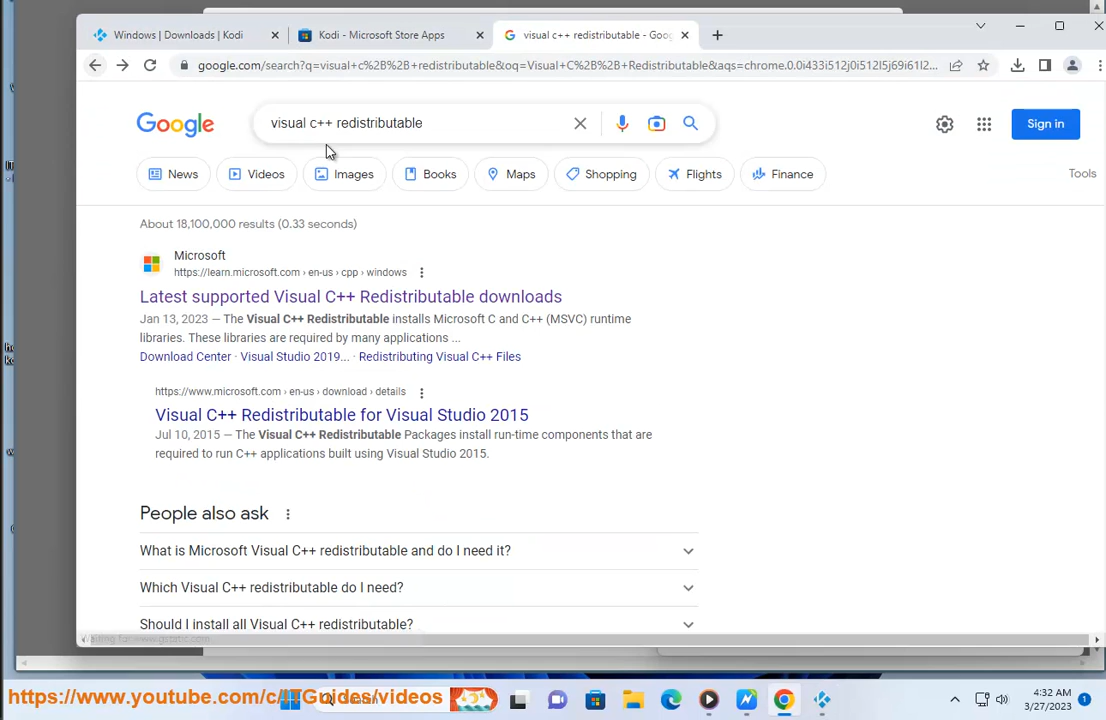 Windows | Downloads | Kodi
Kodi - Microsoft Store Apps
visual c++ redistributable - Goo
google.com/search?q=visual+c%2B%2B+redistributable&oq=Visual+C%2B%2B+Redistributable&aqs=chrome.0.0i433i512j0i512l5j69i61l2...
Google
visual c++ redistributable
Sign in
News
Videos
Images
Books
Maps
Shopping
Flights
Finance
Tools
About 18,100,000 results (0.33 seconds)
Microsoft
https://learn.microsoft.com › en-us › cpp › windows
Latest supported Visual C++ Redistributable downloads
Jan 13, 2023 — The Visual C++ Redistributable installs Microsoft C and C++ (MSVC) runtime
libraries. These libraries are required by many applications ...
Download Center · Visual Studio 2019... · Redistributing Visual C++ Files
https://www.microsoft.com › en-us › download › details
Visual C++ Redistributable for Visual Studio 2015
Jul 10, 2015 — The Visual C++ Redistributable Packages install run-time components that are
required to run C++ applications built using Visual Studio 2015.
People also ask
What is Microsoft Visual C++ redistributable and do I need it?
Which Visual C++ redistributable do I need?
Should I install all Visual C++ redistributable?
Waiting for www.gstatic.com...
https://www.youtube.com/c/ITGuides/videos
4:32 AM
3/27/2023
1